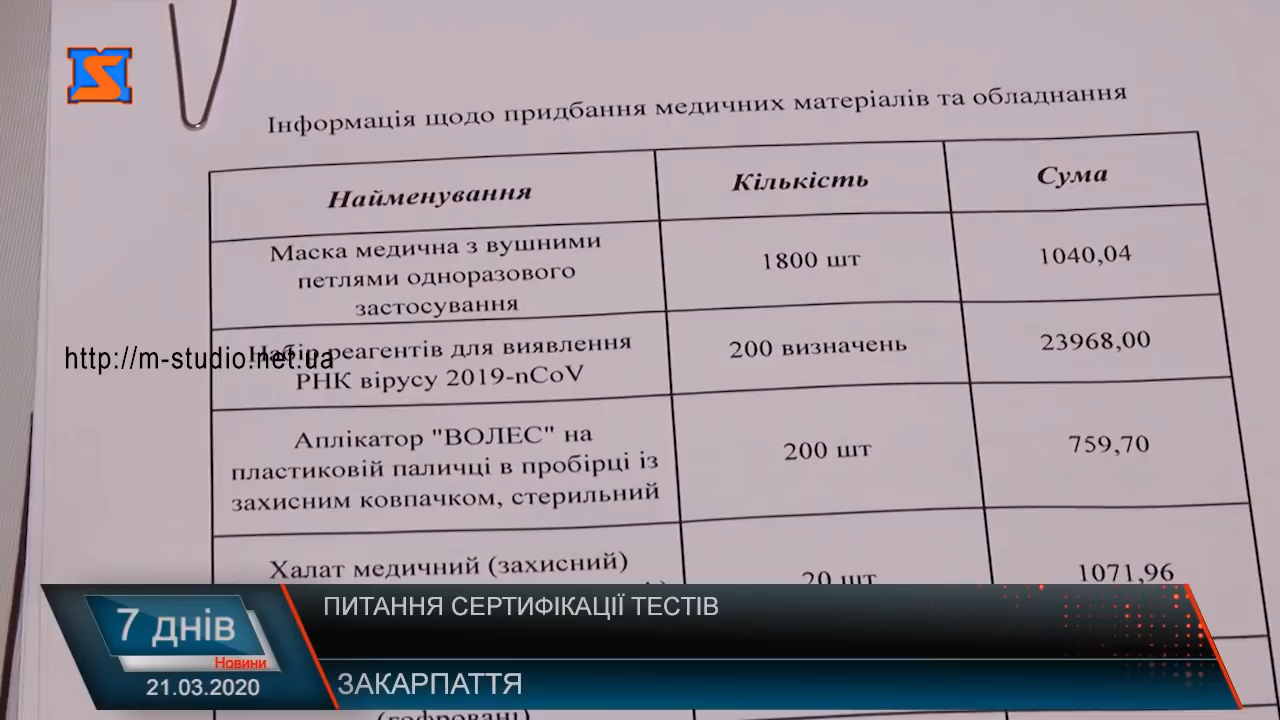 Інформація щодо придбання медичних матеріалів та обладнання
Найменування
Кількість
Сума
Маска медична з вушними
петлями одноразового
застосування
1800 шт
1040,04
Набір реагентів для виявлення
РНК вірусу 2019-nCoV
200 визначень
23968,00
http://m-studio.net.ua
Аплікатор "ВОЛЕС" на
пластиковій паличці в пробірці із
захисним ковпачком, стерильний
200 шт
759,70
Халат медичний (захисний)
20 шт
1071,96
7 днів
Новини
21.03.2020
ПИТАННЯ СЕРТИФІКАЦІЇ ТЕСТІВ
ЗАКАРПАТТЯ
(гофровані)